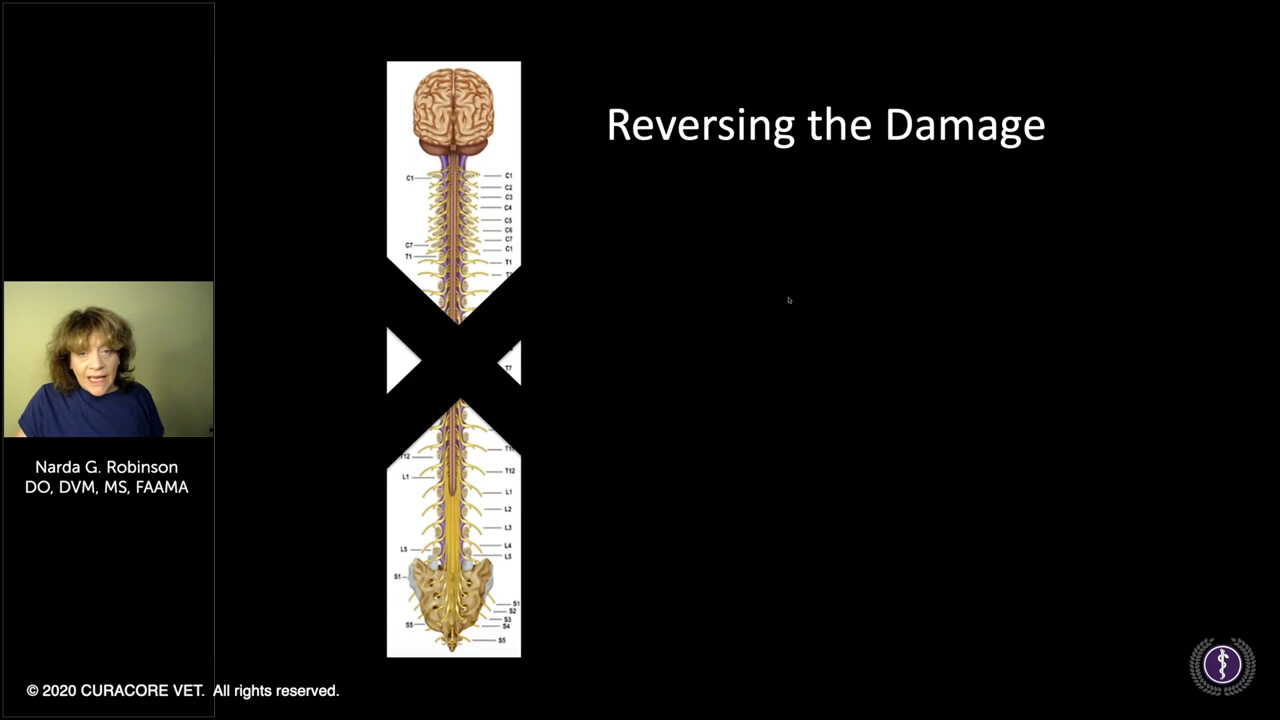 Reversing the Damage
C1
C1
C2
C3
C4
C5
C6
C7
C7
C1
T1
T1
T7
T12
T12
L1
L1
L2
L3
L4
L5
L5
S1
S1
S2
S3
S4
S5
S5
Narda G. Robinson
DO, DVM, MS, FAAMA
© 2020 CURACORE VET. All rights reserved.